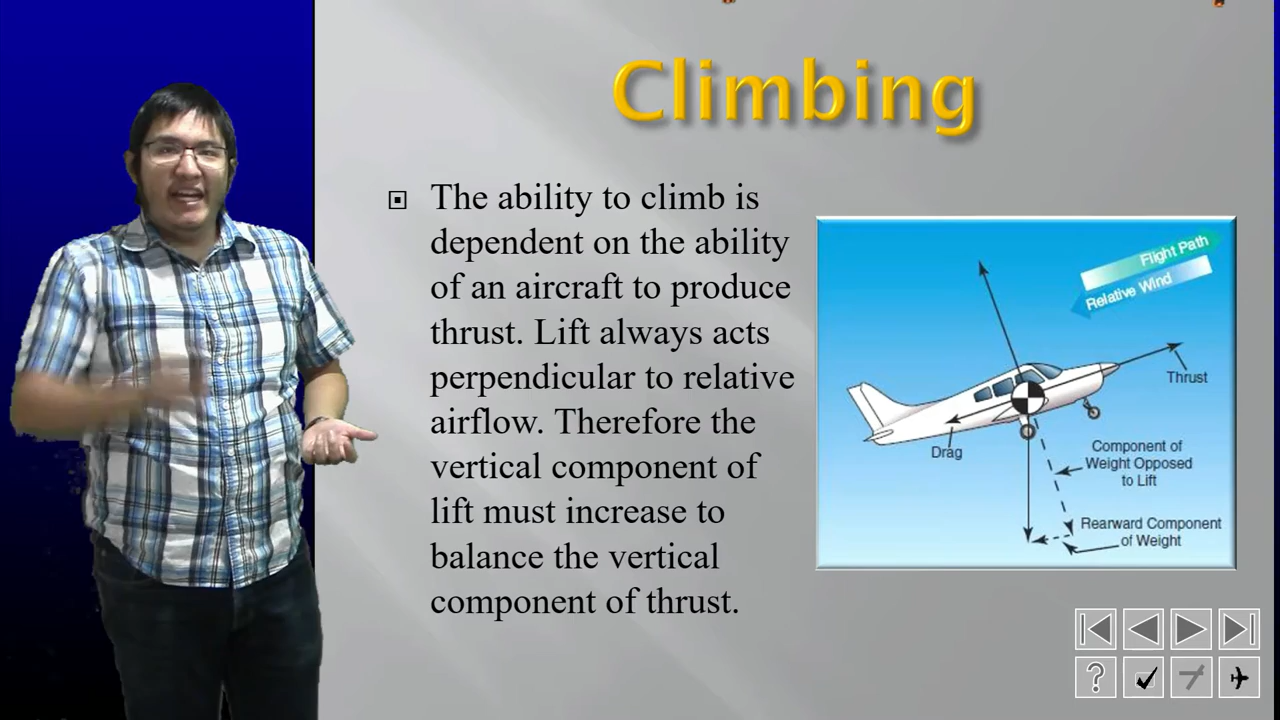 Climbing
The ability to climb is
dependent on the ability
of an aircraft to produce
thrust. Lift always acts
perpendicular to relative
airflow. Therefore the
vertical component of
lift must increase to
balance the vertical
component of thrust.
Flight Path
Relative Wind
Thrust
Drag
Component of
Weight Opposed
to Lift
Rearward Component
of Weight
?